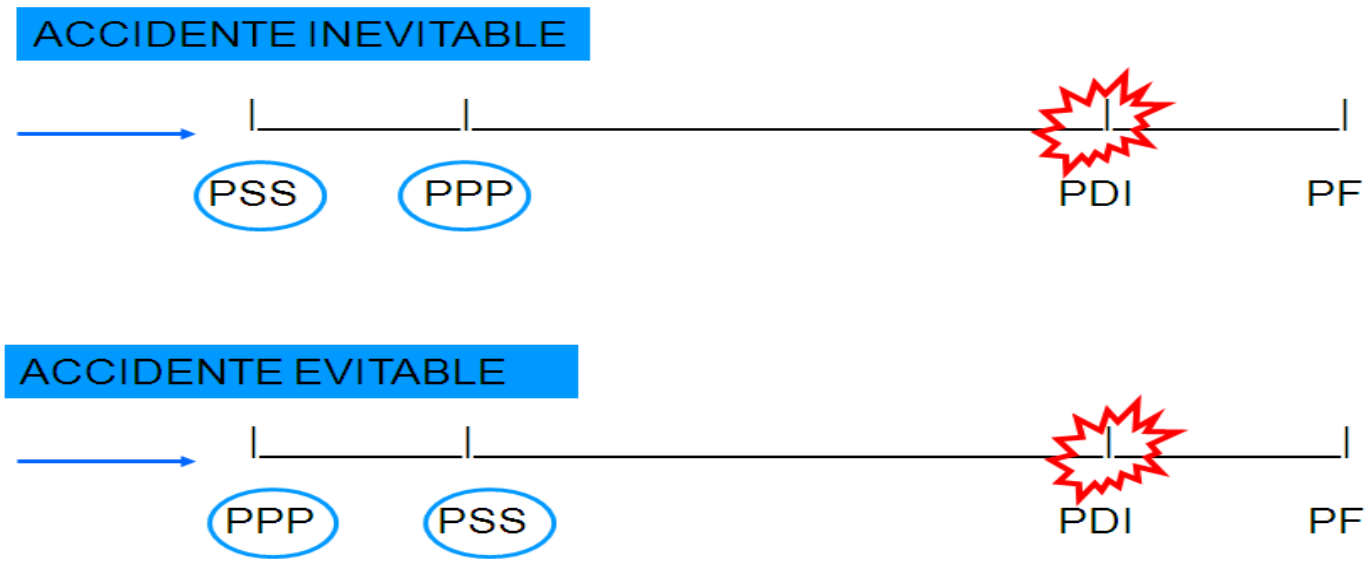 ACCIDENTE INEVITABLE
PSS PPP PDI PF
ACCIDENTE EVITABLE
PPP PSS PDI PF